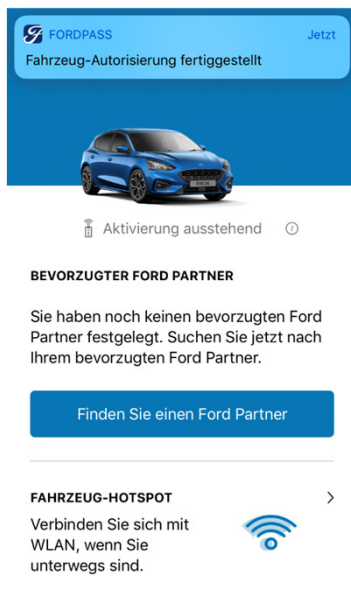 FORDPASS Jetzt
Fahrzeug-Autorisierung fertiggestellt
Aktivierung ausstehend
BEVORZUGTER FORD PARTNER
Sie haben noch keinen bevorzugten Ford
Partner festgelegt. Suchen Sie jetzt nach
Ihrem bevorzugten Ford Partner.
Finden Sie einen Ford Partner
FAHRZEUG-HOTSPOT
Verbinden Sie sich mit
WLAN, wenn Sie
unterwegs sind.